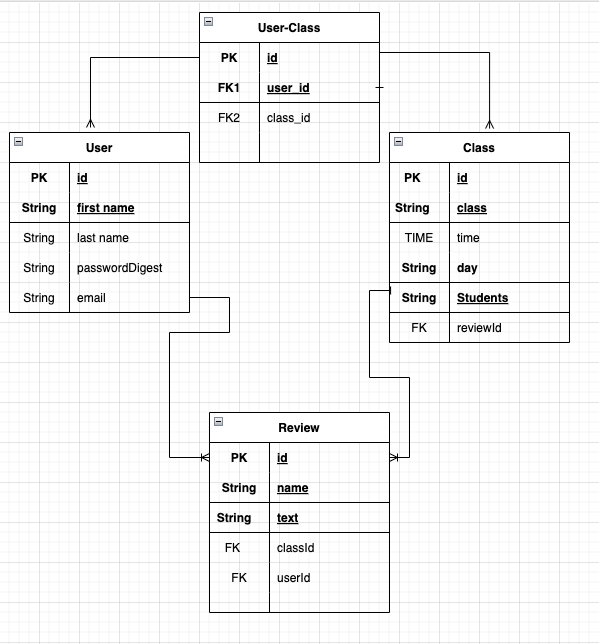 User-Class
PK id
FK1 user_id
FK2 class_id
User
PK id
String first name
String last name
String passwordDigest
String email
Class
PK id
String class
TIME time
String day
String Students
FK reviewId
Review
PK id
String name
String text
FK classId
FK userId